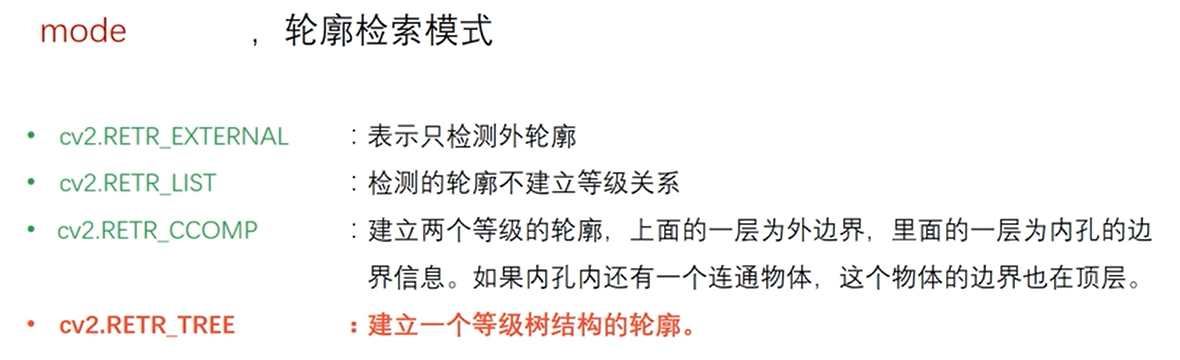 mode ，轮廓检索模式
• cv2.RETR_EXTERNAL ：表示只检测外轮廓
• cv2.RETR_LIST ：检测的轮廓不建立等级关系
• cv2.RETR_CCOMP ：建立两个等级的轮廓，上面的一层为外边界，里面的一层为内孔的边
界信息。如果内孔内还有一个连通物体，这个物体的边界也在顶层。
• cv2.RETR_TREE ：建立一个等级树结构的轮廓。